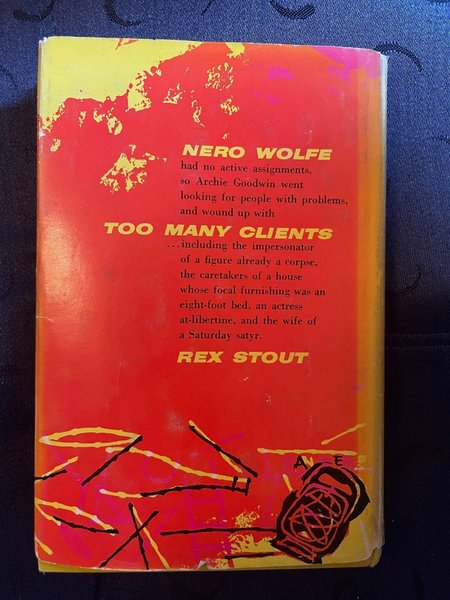 NERO WOLFE
had no active assignments,
so Archie Goodwin went
looking for people with problems,
and wound up with
TOO MANY CLIENTS
...including the impersonator
of a figure already a corpse,
the caretakers of a house
whose focal furnishing was an
eight-foot bed, an actress
at-libertine, and the wife of
a Saturday satyr.
REX STOUT
A E